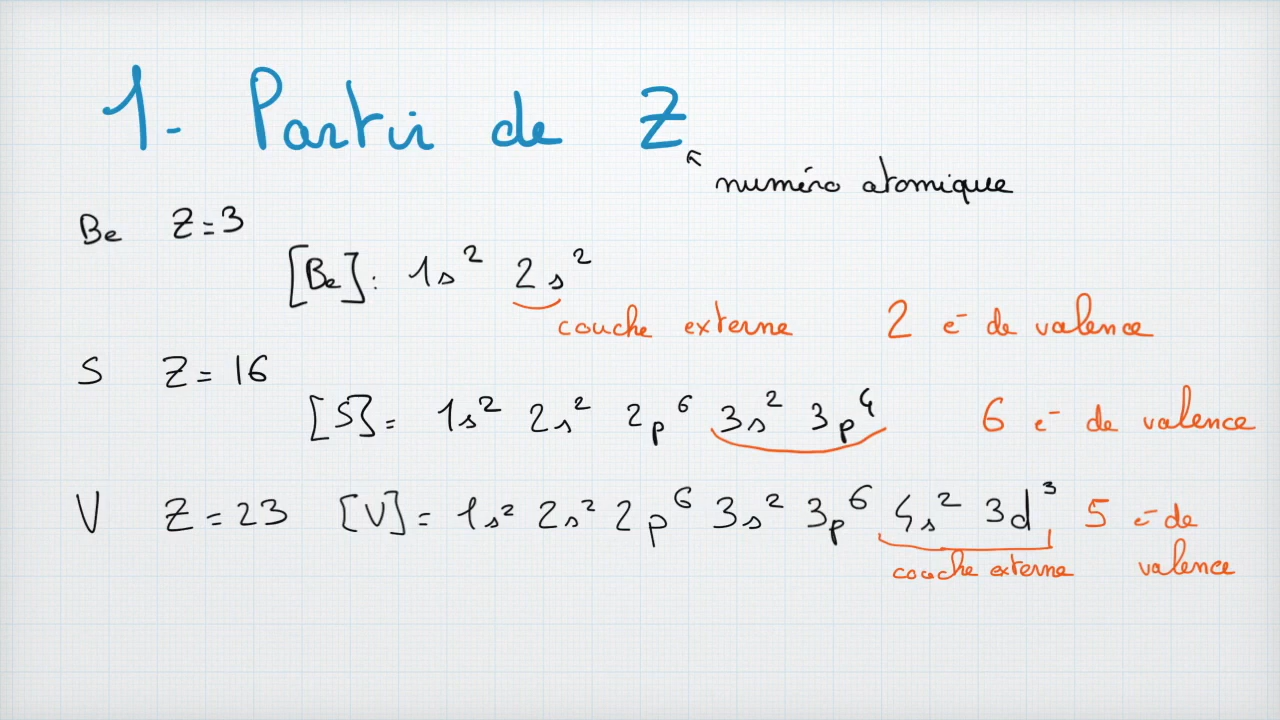 1- Partir de Z
numéro atomique
Be Z=3
[Be]: 1s² 2s²
couche externe 2 e⁻ de valence
S Z=16
[S]= 1s² 2s² 2p⁶ 3s² 3p⁴ 6 e⁻ de valence
V Z=23 [V]= 1s² 2s² 2p⁶ 3s² 3p⁶ 4s² 3d³ 5 e⁻ de
couche externe valence